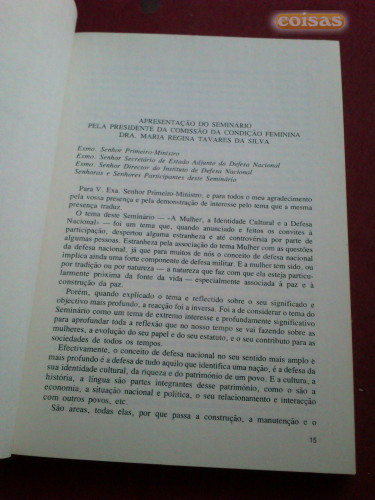 coisas
APRESENTAÇÃO DO SEMINÁRIO
PELA PRESIDENTE DA COMISSÃO DA CONDIÇÃO FEMININA
DRA. MARIA REGINA TAVARES DA SILVA
Esmo. Senhor Primeiro-Ministro
Esmo. Senhor Secretário de Estado Adjunto da Defesa Nacional
Esmo. Senhor Director do Instituto de Defesa Nacional
Senhoras e Senhores Participantes deste Seminário
Para V. Exa. Senhor Primeiro-Ministro, e para todos o meu agradecimento
pela vossa presença e pela demonstração de interesse pelo tema que a mesma
presença traduz.
O tema deste Seminário — «A Mulher, a Identidade Cultural e a Defesa
Nacional» — foi um tema que, quando anunciado e feitos os convites à
participação, despertou alguma estranheza e até controvérsia por parte de
algumas pessoas. Estranheza pela associação do tema Mulher com as questões
da defesa nacional, já que para muitos de nós o conceito de defesa nacional
implica ainda uma forte componente de defesa militar. E a mulher tem sido, ou
por tradição ou por natureza — a natureza que faz com que ela esteja particu-
larmente próxima da fonte da vida — especialmente associada à paz e à
construção da paz.
Porém, quando explicado o tema e reflectido sobre o seu significado e
objectivo mais profundo, a reacção foi a inversa. Foi a de considerar o tema do
Seminário como um tema de extremo interesse e profundamente significativo
para aprofundar toda a reflexão que no nosso tempo se vai fazendo sobre as
mulheres, a evolução do seu papel e do seu estatuto, e o seu contributo para as
sociedades de todos os tempos.
Efectivamente, o conceito de defesa nacional no seu sentido mais amplo e
mais profundo é a defesa de tudo aquilo que identifica uma nação, é a defesa da
sua identidade cultural, da riqueza e do património de um povo. E a cultura, a
história, a língua são partes integrantes desse património, como o são a
economia, a situação nacional e política, o seu relacionamento e interacção
com outros povos, etc.
São áreas, todas elas, por que passa a construção, a manutenção e o
15